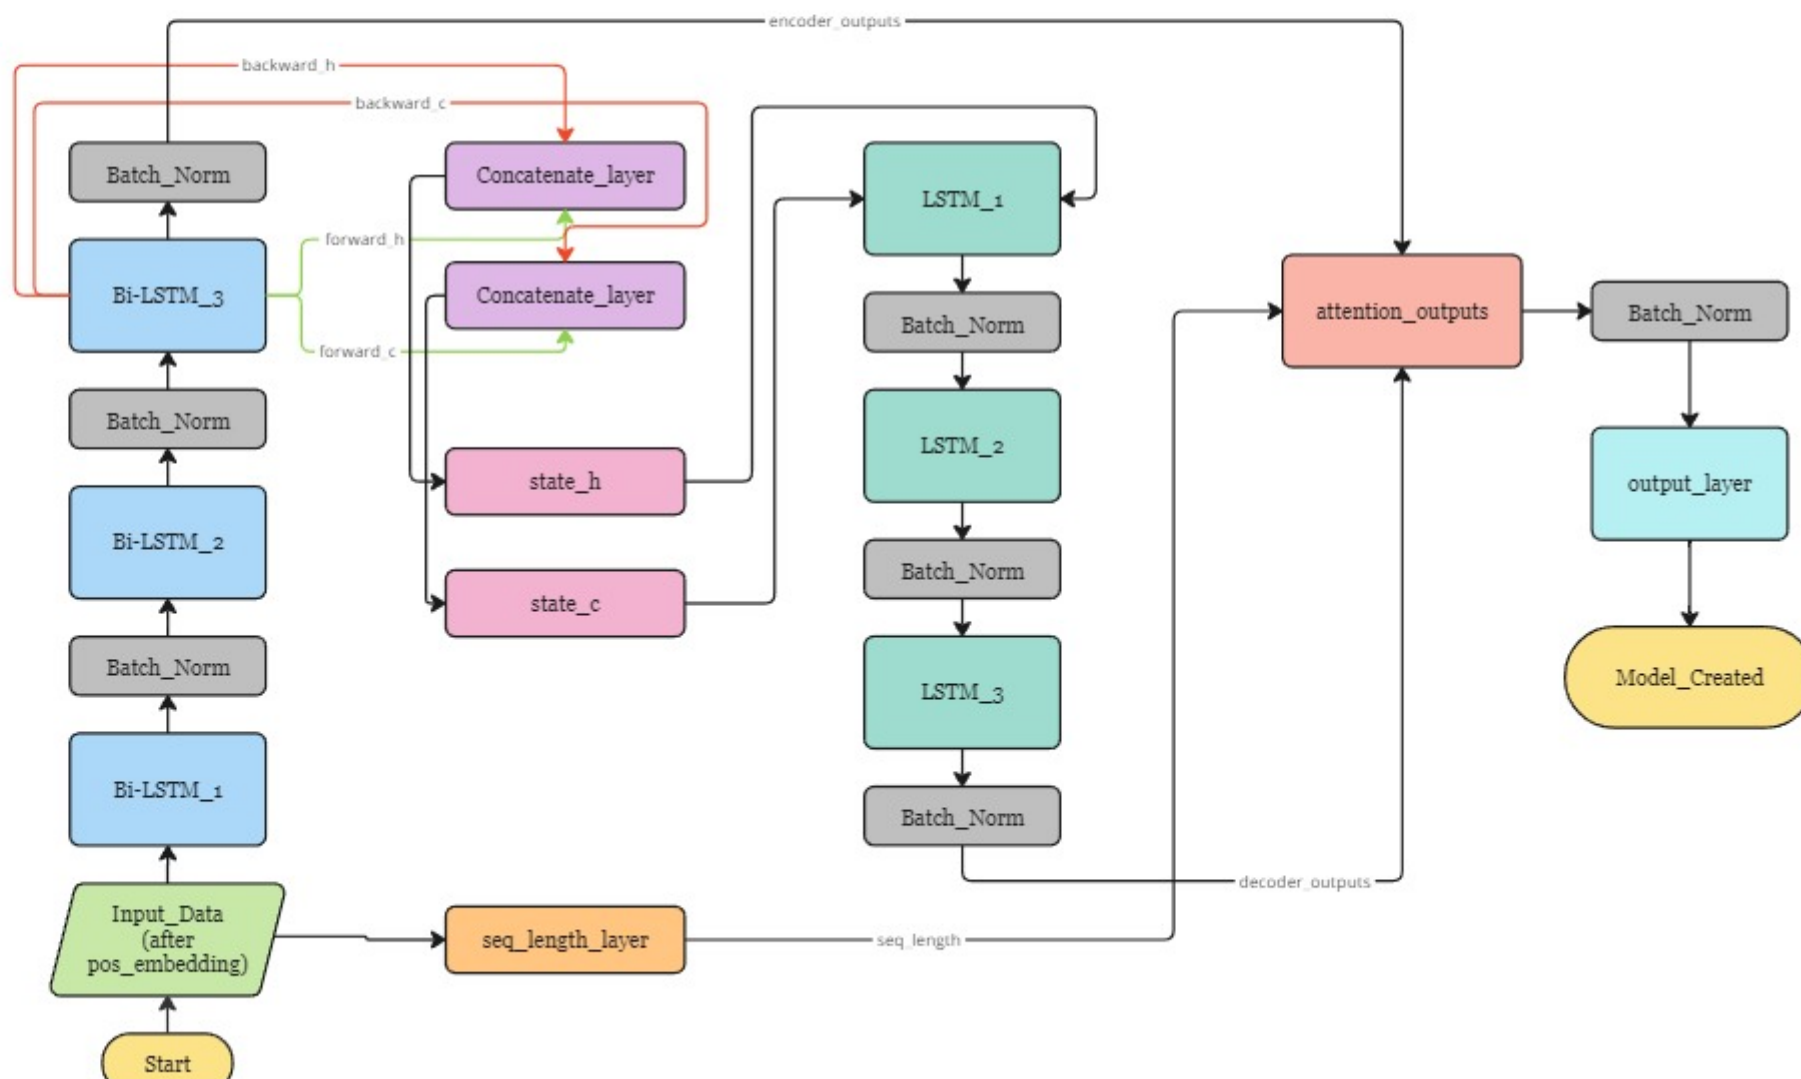 encoder_outputs
backward_h
backward_c
Batch_Norm
Concatenate_layer
LSTM_1
forward_h
Bi-LSTM_3
Concatenate_layer
attention_outputs
Batch_Norm
Batch_Norm
forward_c
Batch_Norm
LSTM_2
state_h
output_layer
Bi-LSTM_2
Batch_Norm
state_c
Batch_Norm
LSTM_3
Model_Created
Bi-LSTM_1
Batch_Norm
decoder_outputs
Input_Data
(after
pos_embedding)
seq_length_layer
seq_length
Start